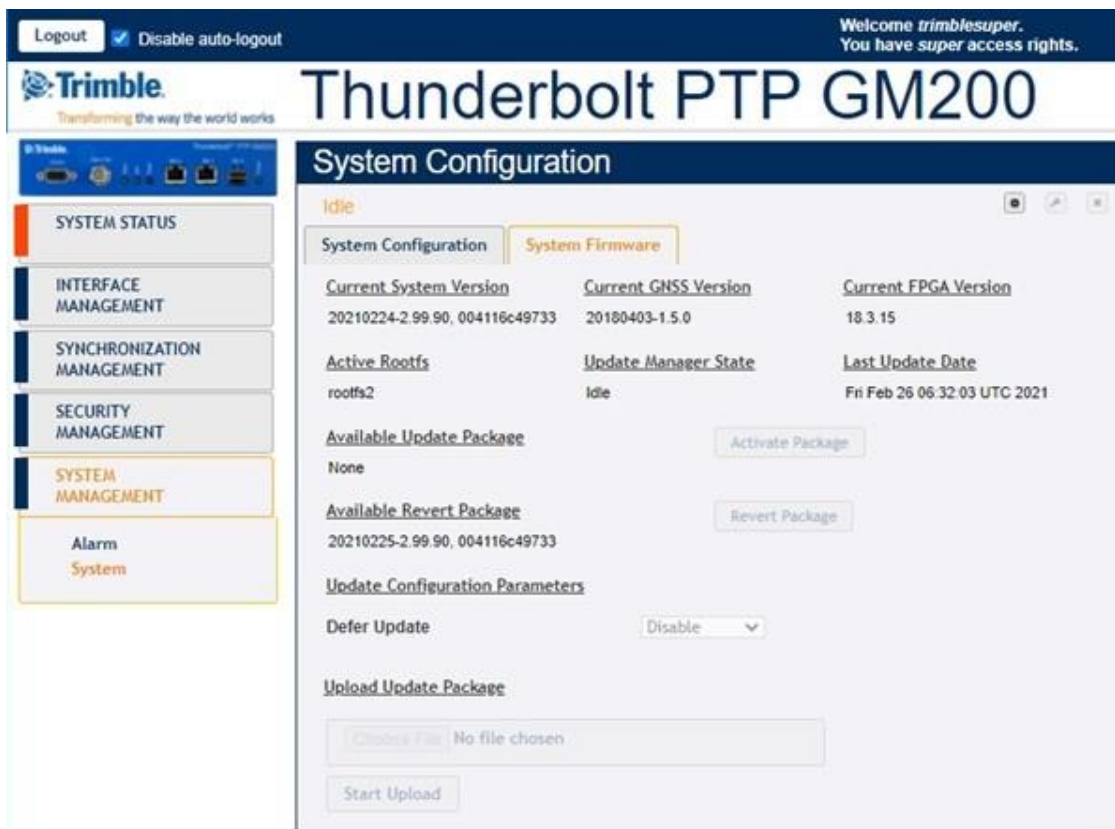 Logout
Disable auto-logout
Welcome trimblesuper.
You have super access rights.
Trimble.
Transforming the way the world works
Thunderbolt PTP GM200
SYSTEM STATUS
INTERFACE
MANAGEMENT
SYNCHRONIZATION
MANAGEMENT
SECURITY
MANAGEMENT
SYSTEM
MANAGEMENT
Alarm
System
System Configuration
Idle
System Configuration System Firmware
Current System Version Current GNSS Version Current FPGA Version
20210224-2.99.90, 004116c49733 20180403-1.5.0 18.3.15
Active Rootfs Update Manager State Last Update Date
rootfs2 Idle Fri Feb 26 06:32:03 UTC 2021
Available Update Package Activate Package
None
Available Revert Package Revert Package
20210225-2.99.90, 004116c49733
Update Configuration Parameters
Defer Update Disable
Upload Update Package
Choose File No file chosen
Start Upload